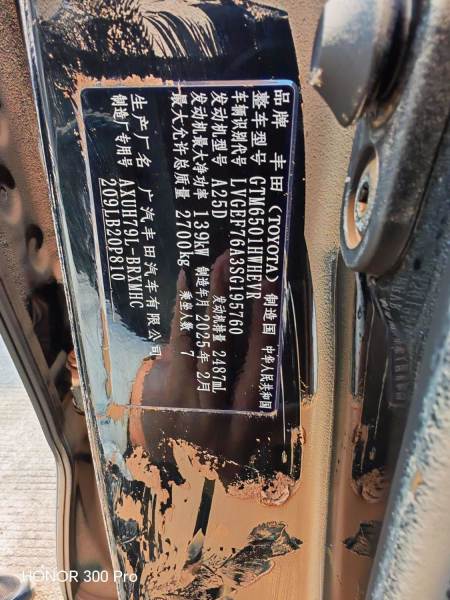 品牌 丰田 (TOYOTA) 制造国 中华人民共和国
整车型号 GTM6501HWHEVR
车辆识别代号 LVGEF76A3SG195760
发动机型号 A25D 发动机排量 2487mL
发动机最大净功率 139kW 制造年月 2025年2月
最大允许总质量 2700kg 乘坐人数 7
生产厂名 广汽丰田汽车有限公司
制造厂专用号 AXUH79L-BRXMHC
2G9LB20F810
HONOR 300 Pro